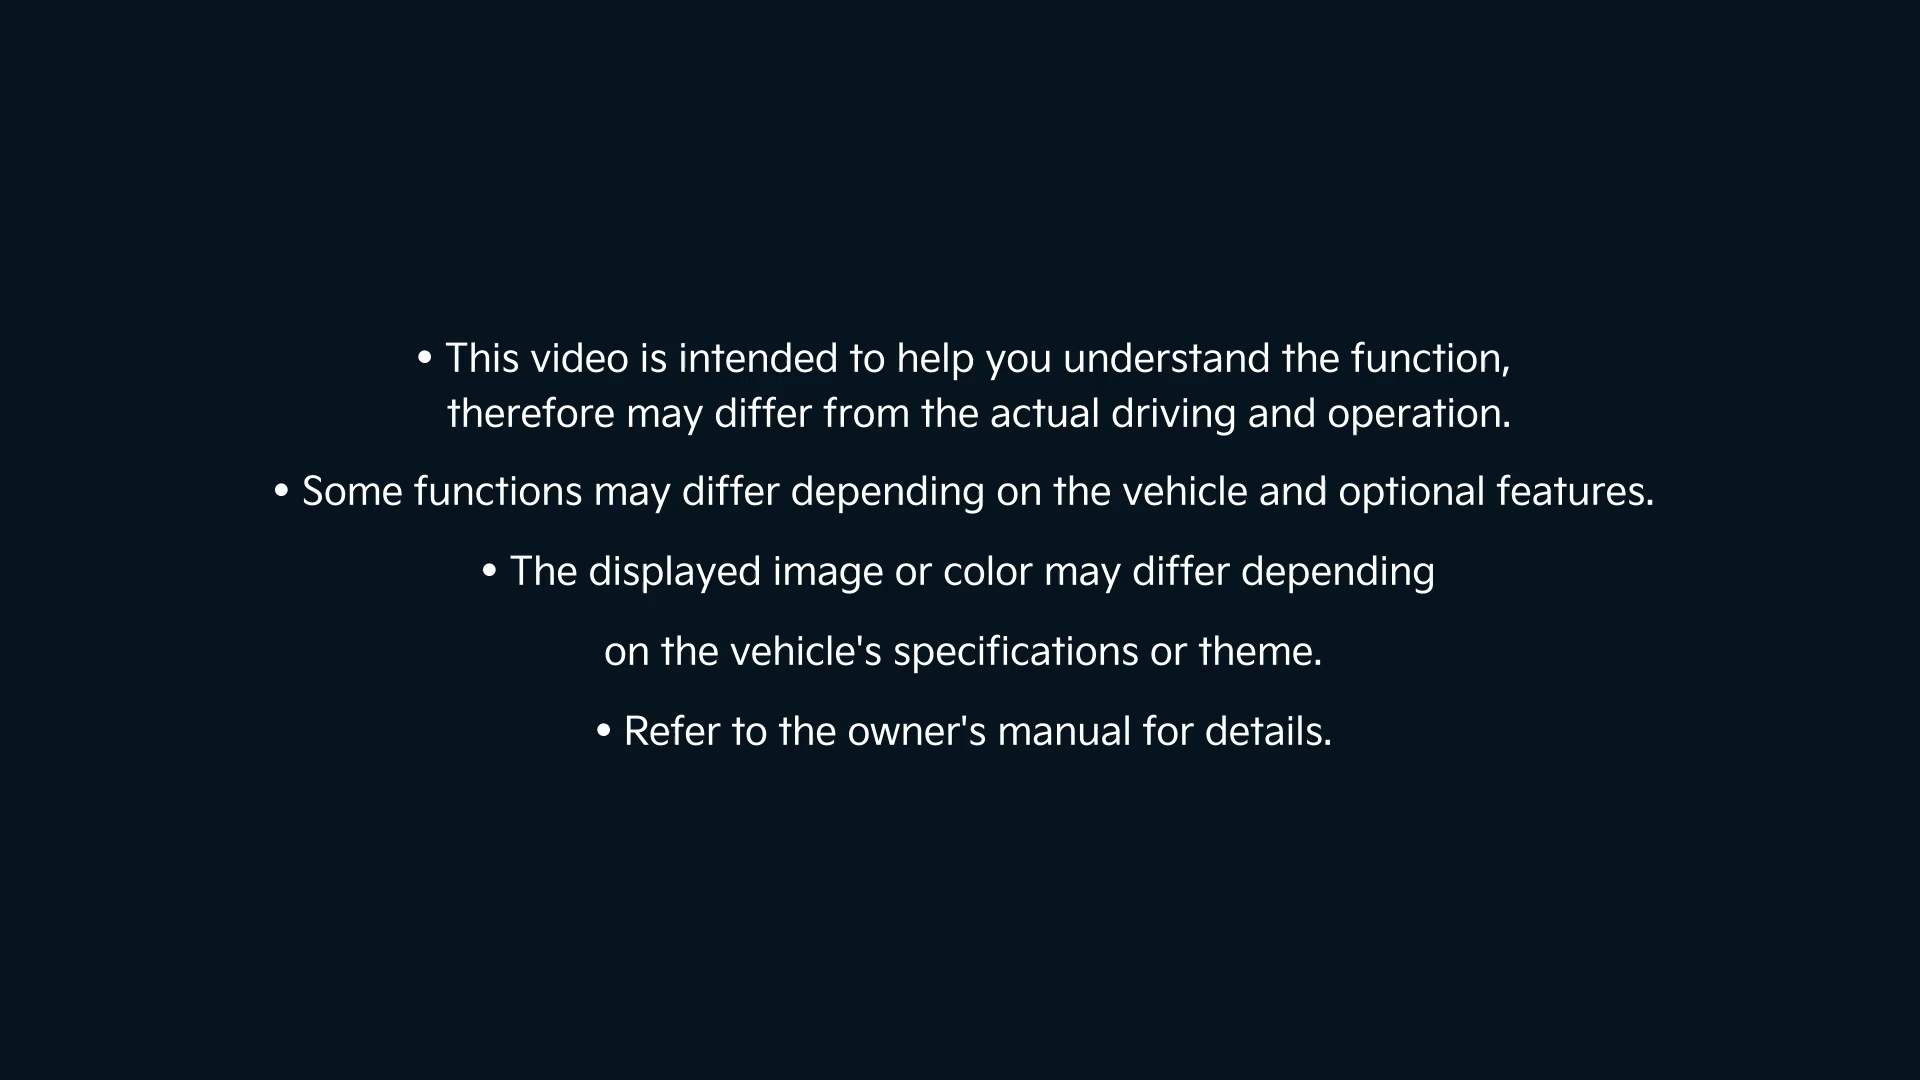 • This video is intended to help you understand the function,
therefore may differ from the actual driving and operation.
• Some functions may differ depending on the vehicle and optional features.
• The displayed image or color may differ depending
on the vehicle's specifications or theme.
• Refer to the owner's manual for details.